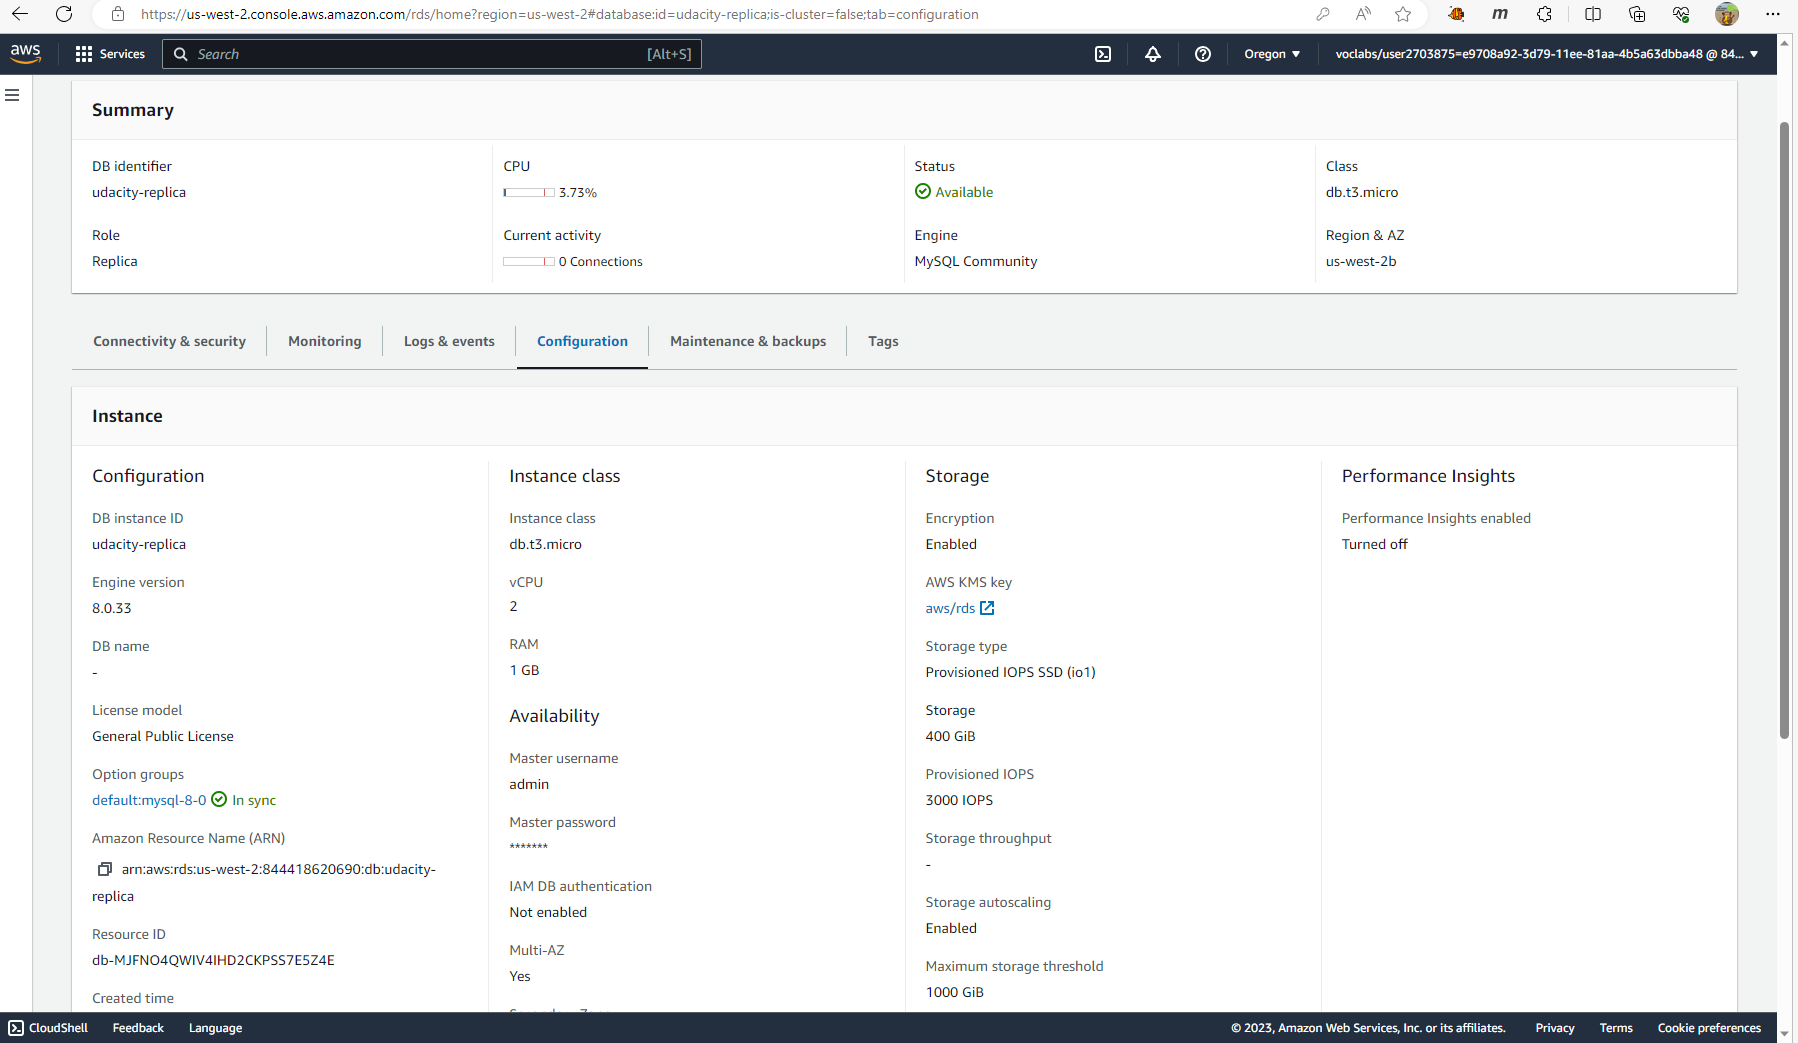 https://us-west-2.console.aws.amazon.com/rds/home?region=us-west-2#database:id=udacity-replica;is-cluster=false;tab=configuration
aws
Services
Search
[Alt+S]
Oregon
voclabs/user2703875=e9708a92-3d79-11ee-81aa-4b5a63dbba48 @ 84...
Summary
DB identifier
udacity-replica
CPU
3.73%
Status
Available
Class
db.t3.micro
Role
Replica
Current activity
0 Connections
Engine
MySQL Community
Region & AZ
us-west-2b
Connectivity & security
Monitoring
Logs & events
Configuration
Maintenance & backups
Tags
Instance
Configuration
DB instance ID
udacity-replica
Engine version
8.0.33
DB name
-
License model
General Public License
Option groups
default:mysql-8-0 In sync
Amazon Resource Name (ARN)
arn:aws:rds:us-west-2:844418620690:db:udacity-
replica
Resource ID
db-MJFNO4QWIV4IHD2CKPSS7E5Z4E
Created time
Instance class
Instance class
db.t3.micro
vCPU
2
RAM
1 GB
Availability
Master username
admin
Master password
*******
IAM DB authentication
Not enabled
Multi-AZ
Yes
Storage
Encryption
Enabled
AWS KMS key
aws/rds
Storage type
Provisioned IOPS SSD (io1)
Storage
400 GiB
Provisioned IOPS
3000 IOPS
Storage throughput
-
Storage autoscaling
Enabled
Maximum storage threshold
1000 GiB
Performance Insights
Performance Insights enabled
Turned off
CloudShell
Feedback
Language
© 2023, Amazon Web Services, Inc. or its affiliates.
Privacy
Terms
Cookie preferences